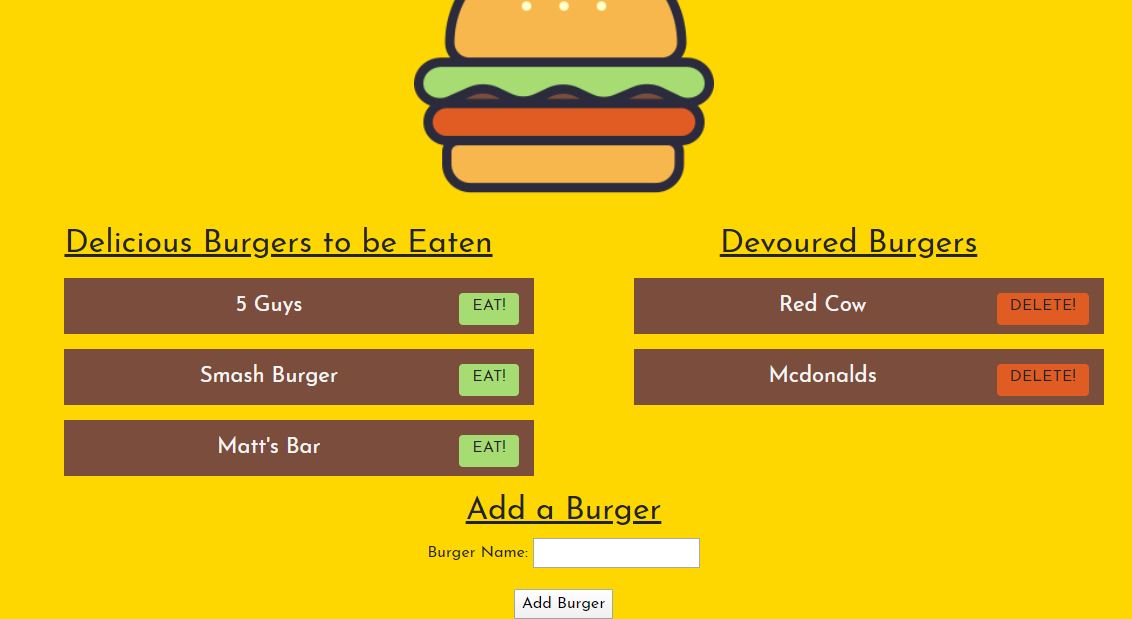 Delicious Burgers to be Eaten
5 Guys EAT!
Smash Burger EAT!
Matt's Bar EAT!
Devoured Burgers
Red Cow DELETE!
Mcdonalds DELETE!
Add a Burger
Burger Name:
Add Burger